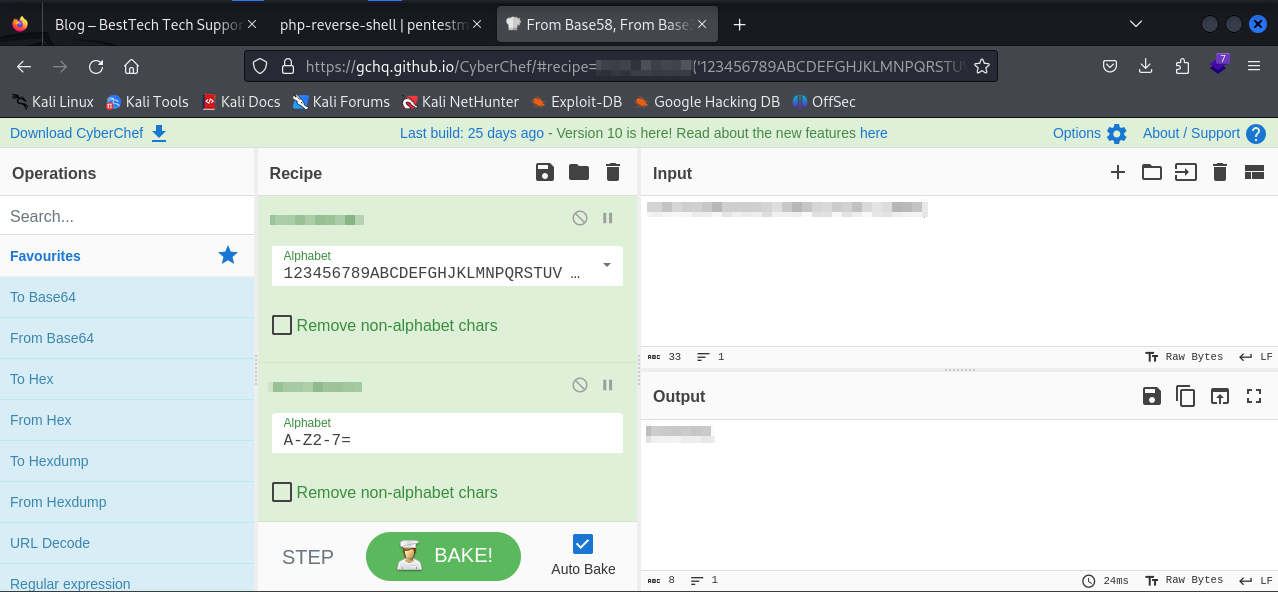 Blog – BestTech Tech Suppor
php-reverse-shell | pentestm
From Base58, From Base
https://gchq.github.io/CyberChef/#recipe= ('123456789ABCDEFGHJKLMNPQRSTUV
7
Kali Linux Kali Tools Kali Docs Kali Forums Kali NetHunter Exploit-DB Google Hacking DB OffSec
Download CyberChef Last build: 25 days ago - Version 10 is here! Read about the new features here Options About / Support
Operations
Search...
Favourites
To Base64
From Base64
To Hex
From Hex
To Hexdump
From Hexdump
URL Decode
Regular expression
Recipe
Alphabet
123456789ABCDEFGHJKLMNPQRSTUV …
Remove non-alphabet chars
Alphabet
A-Z2-7=
Remove non-alphabet chars
STEP BAKE! Auto Bake
Input
ABC 33 1 Tт Raw Bytes LF
Output
ABC 8 1 24ms Tт Raw Bytes LF